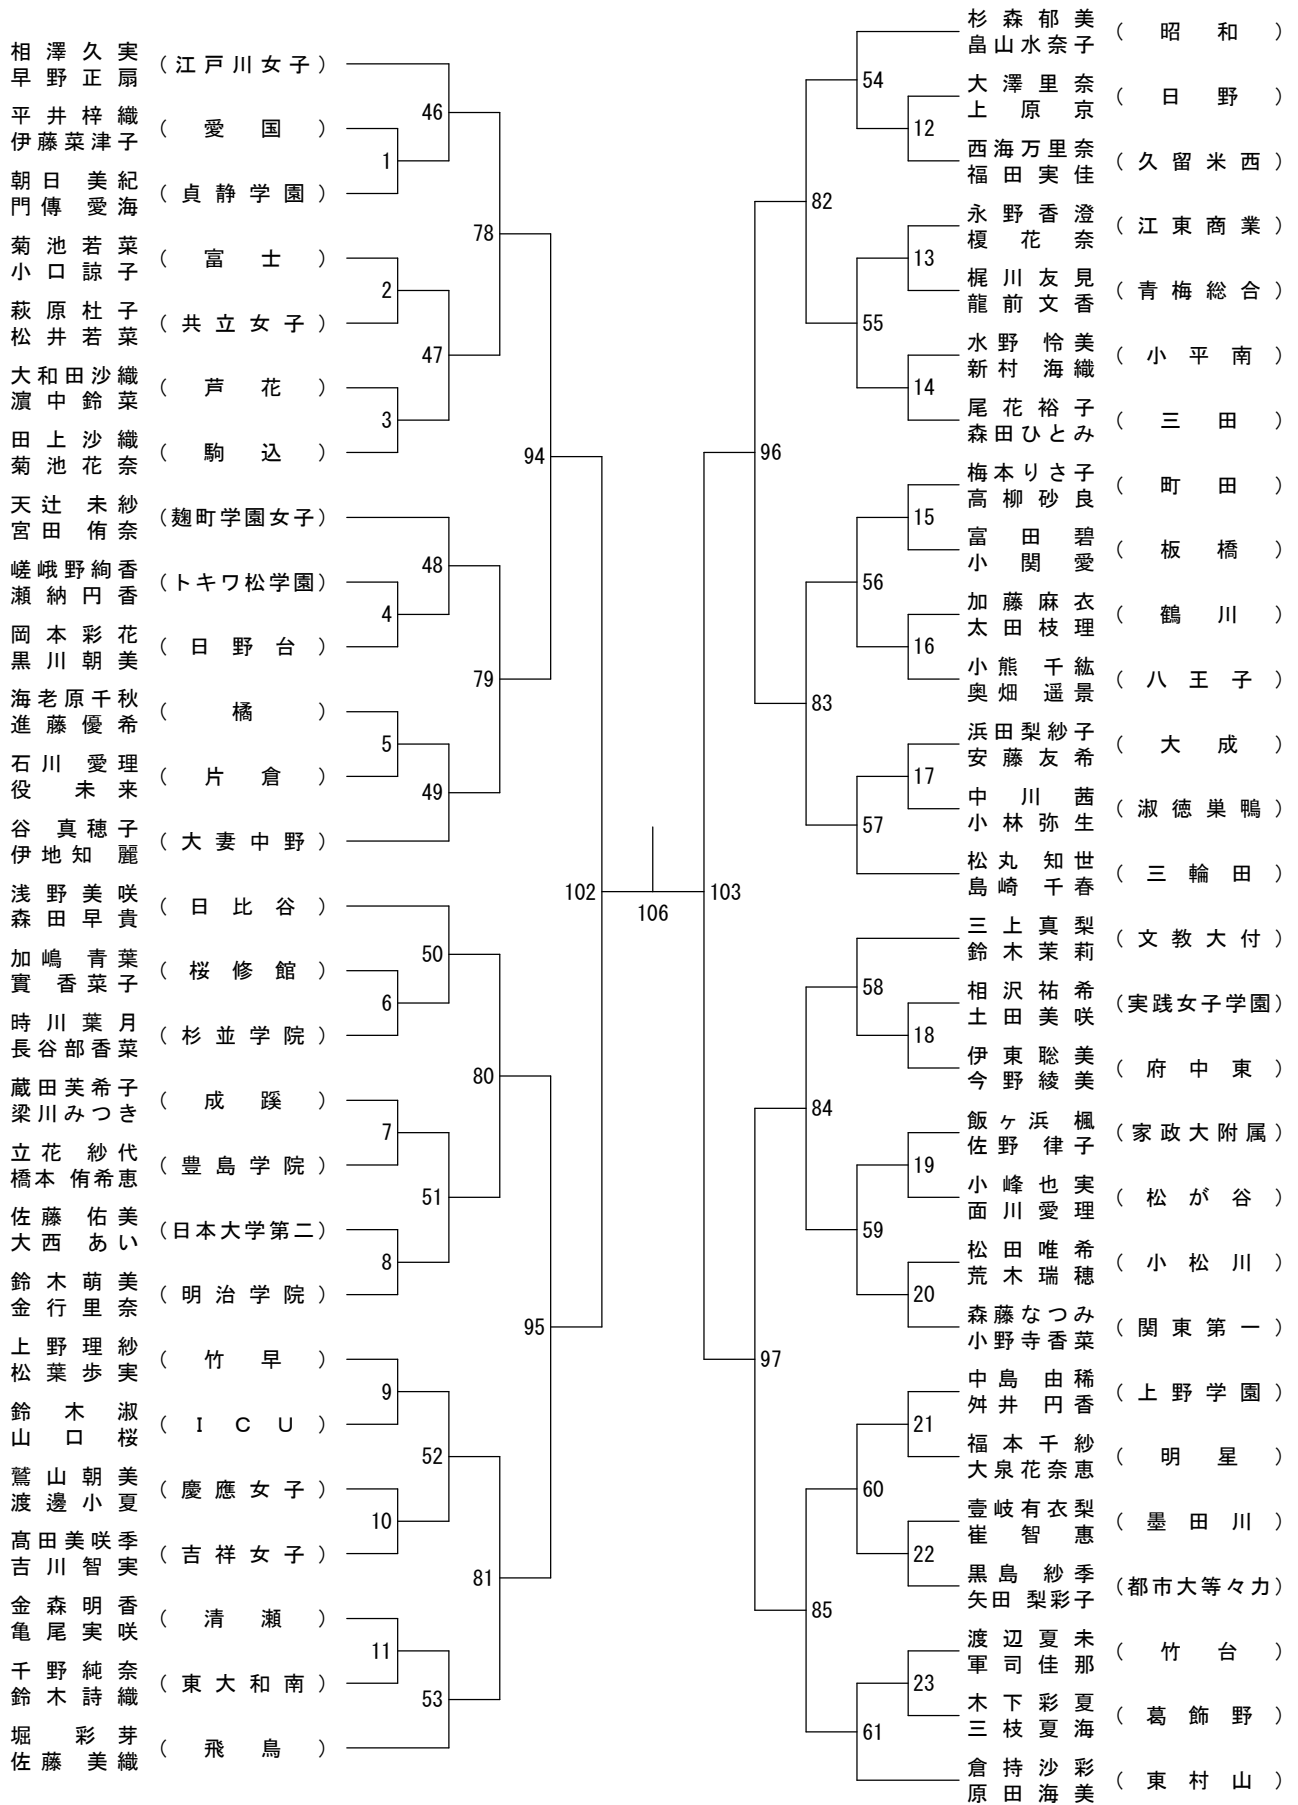 相澤久実
早野正扇
（江戸川女子）
平井梓織
伊藤菜津子
（愛国）
朝日美紀
門傳愛海
（貞静学園）
菊池若菜
小口諒子
（富士）
萩原杜子
松井若菜
（共立女子）
大和田沙織
濵中鈴菜
（芦花）
田上沙織
菊池花奈
（駒込）
天辻未紗
宮田侑奈
（麹町学園女子）
嵯峨野絢香
瀬納円香
（トキワ松学園）
岡本彩花
黒川朝美
（日野台）
海老原千秋
進藤優希
（橘）
石川愛理
役未来
（片倉）
谷真穂子
伊地知麗
（大妻中野）
浅野美咲
森田早貴
（日比谷）
加嶋青葉
實香菜子
（桜修館）
時川葉月
長谷部香菜
（杉並学院）
蔵田芙希子
梁川みつき
（成蹊）
立花紗代
橋本侑希恵
（豊島学院）
佐藤佑美
大西あい
（日本大学第二）
鈴木萌美
金行里奈
（明治学院）
上野理紗
松葉歩実
（竹早）
鈴木淑
山口桜
（ＩＣＵ）
鷲山朝美
渡邊小夏
（慶應女子）
髙田美咲季
吉川智実
（吉祥女子）
金森明香
亀尾実咲
（清瀬）
千野純奈
鈴木詩織
（東大和南）
堀彩芽
佐藤美織
（飛鳥）
46
1
78
2
47
3
94
48
4
79
5
49
102
50
6
80
7
51
8
95
9
52
10
81
11
53
106
103
54
12
82
13
55
14
96
15
56
16
83
17
57
58
18
84
19
59
20
97
21
60
22
85
23
61
杉森郁美
畠山水奈子
（昭和）
大澤里奈
上原京
（日野）
西海万里奈
福田実佳
（久留米西）
永野香澄
榎花奈
（江東商業）
梶川友見
龍前文香
（青梅総合）
水野怜美
新村海織
（小平南）
尾花裕子
森田ひとみ
（三田）
梅本りさ子
高柳砂良
（町田）
富田碧
小関愛
（板橋）
加藤麻衣
太田枝理
（鶴川）
小熊千紘
奥畑遥景
（八王子）
浜田梨紗子
安藤友希
（大成）
中川茜
小林弥生
（淑徳巣鴨）
松丸知世
島崎千春
（三輪田）
三上真梨
鈴木茉莉
（文教大付）
相沢祐希
土田美咲
（実践女子学園）
伊東聡美
今野綾美
（府中東）
飯ヶ浜楓
佐野律子
（家政大附属）
小峰也実
面川愛理
（松が谷）
松田唯希
荒木瑞穂
（小松川）
森藤なつみ
小野寺香菜
（関東第一）
中島由稀
舛井円香
（上野学園）
福本千紗
大泉花奈恵
（明星）
壹岐有衣梨
崔智惠
（墨田川）
黒島紗季
矢田梨彩子
（都市大等々力）
渡辺夏未
軍司佳那
（竹台）
木下彩夏
三枝夏海
（葛飾野）
倉持沙彩
原田海美
（東村山）